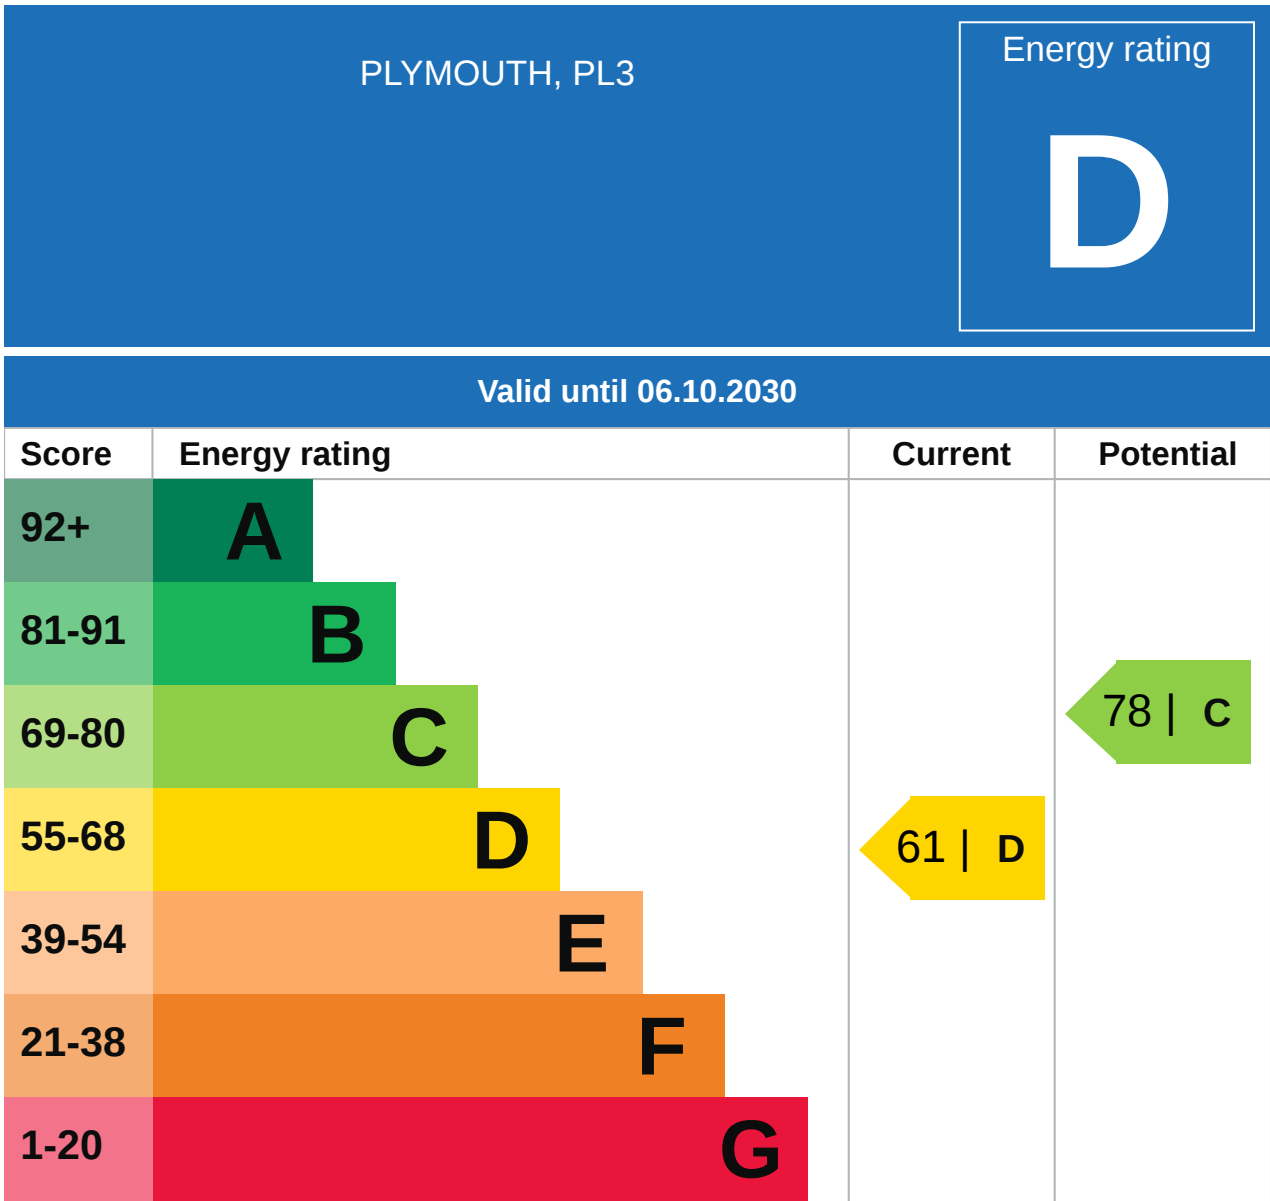 PLYMOUTH, PL3
Energy rating
D
Valid until 06.10.2030
Score Energy rating Current Potential
92+ A
81-91 B
69-80 C
78 | C
55-68 D
61 | D
39-54 E
21-38 F
1-20 G